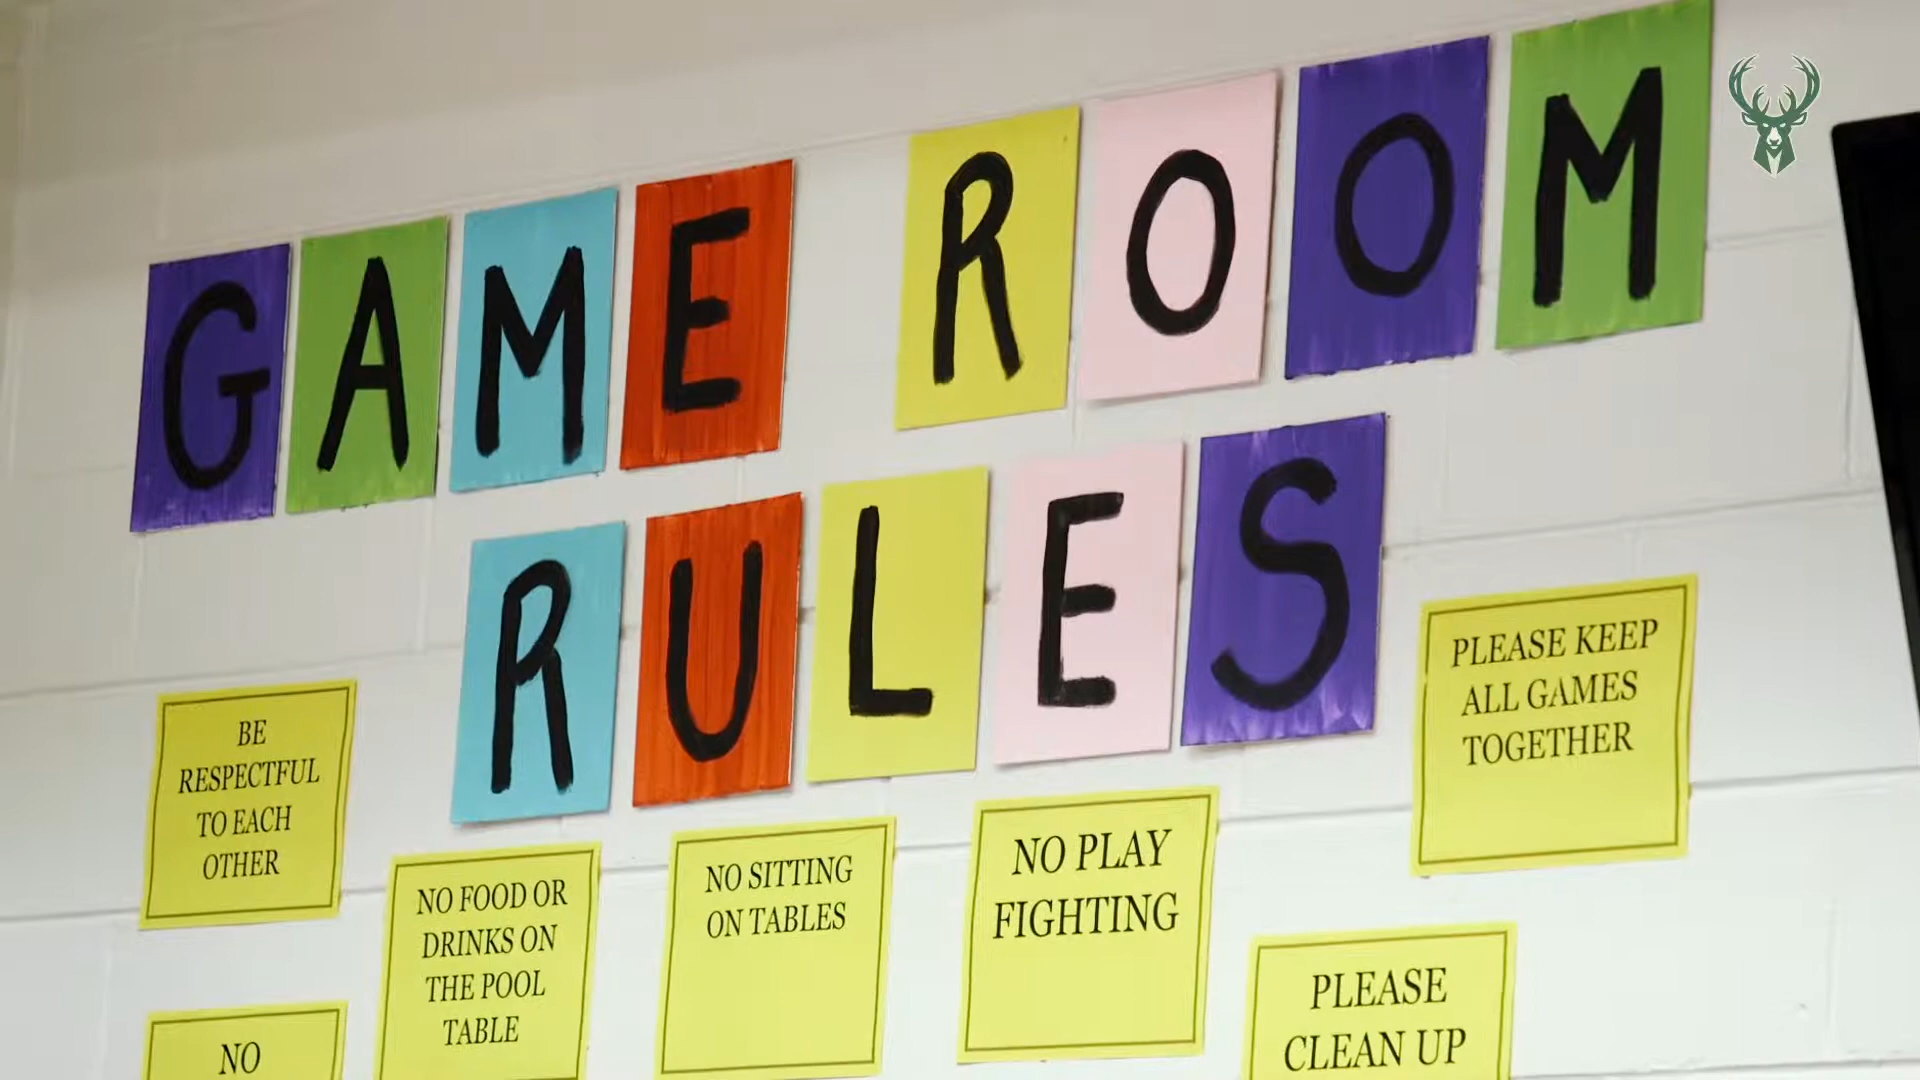 GAME ROOM
RULES
BE
RESPECTFUL
TO EACH
OTHER
NO FOOD OR
DRINKS ON
THE POOL
TABLE
NO SITTING
ON TABLES
NO PLAY
FIGHTING
PLEASE KEEP
ALL GAMES
TOGETHER
NO
PLEASE
CLEAN UP